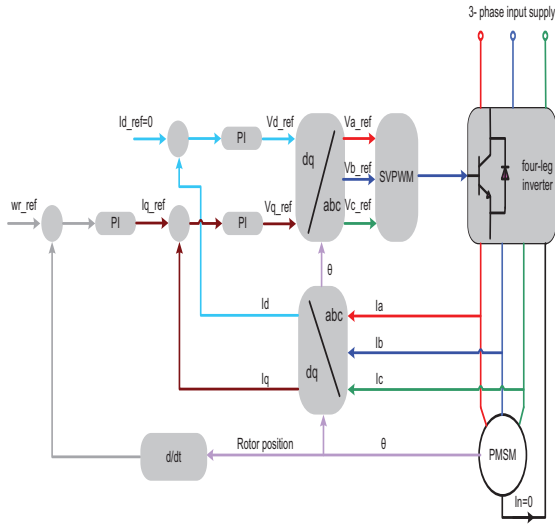 3- phase input supply
Id_ref=0
PI
Vd_ref
dq
abc
Va_ref
Vb_ref
Vc_ref
SVPWM
four-leg
inverter
wr_ref
PI
Iq_ref
PI
Vq_ref
θ
Id
abc
dq
Ia
Ib
Ic
Iq
d/dt
Rotor position
θ
PMSM
In=0